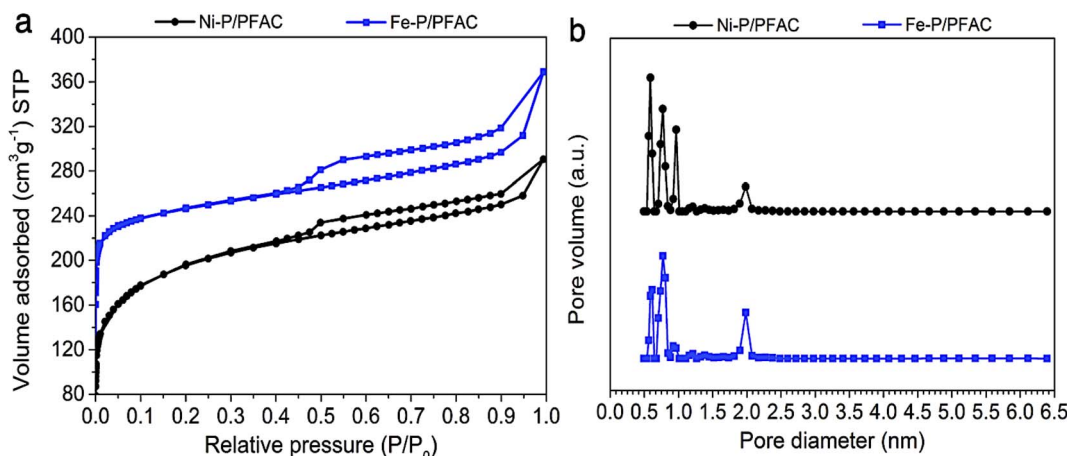 a
Ni-P/PFAC
Fe-P/PFAC
400
360
320
280
240
200
160
120
80
Volume adsorbed (cm³g⁻¹) STP
0.0 0.1 0.2 0.3 0.4 0.5 0.6 0.7 0.8 0.9 1.0
Relative pressure (P/P₀)
b
Ni-P/PFAC
Fe-P/PFAC
Pore volume (a.u.)
0.0 0.5 1.0 1.5 2.0 2.5 3.0 3.5 4.0 4.5 5.0 5.5 6.0 6.5
Pore diameter (nm)